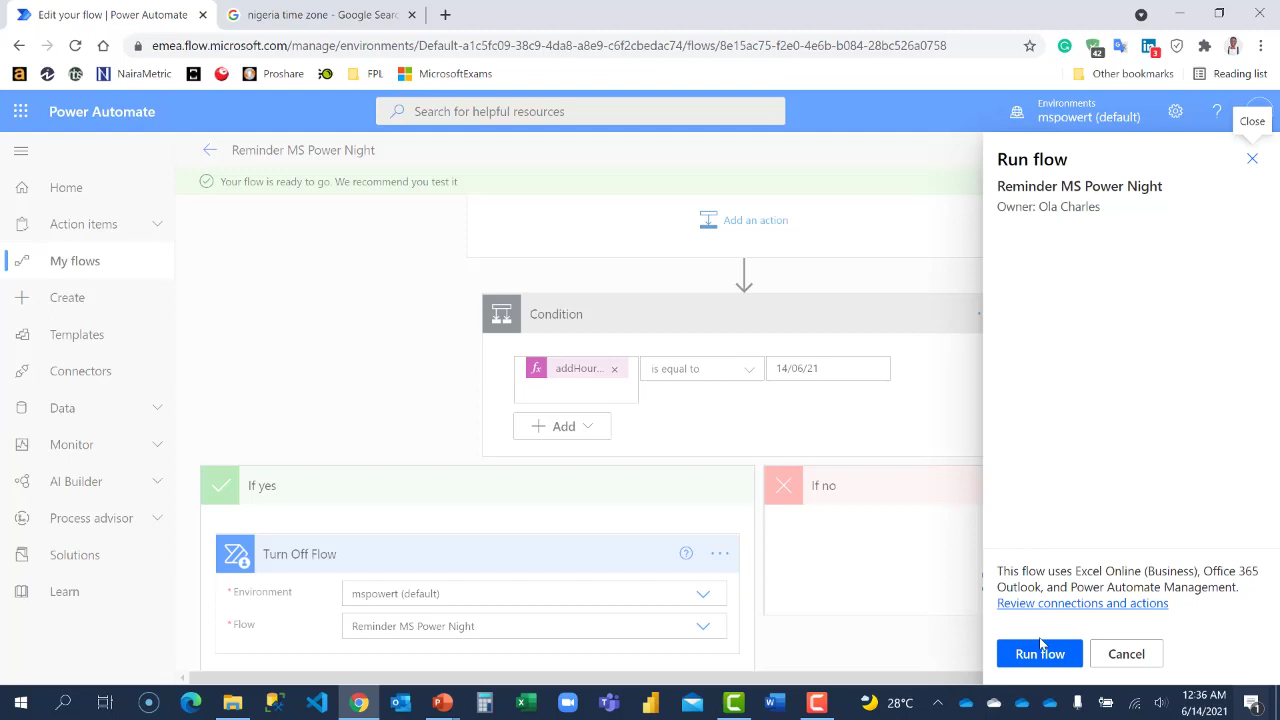 Edit your flow | Power Automate
nigeria time zone - Google Searc
emea.flow.microsoft.com/manage/environments/Default-a1c5fc09-38c9-4da8-a8e9-c6f2cbedac74/flows/8e15fc75-f2e0-4e6b-b084-28bc526a0758
42
3
NairaMetric
Proshare
FPL
MicrosoftExams
Other bookmarks
Reading list
Power Automate
Search for helpful resources
Environments
mspowert (default)
Close
Reminder MS Power Night
Your flow is ready to go. We recommend you test it
Home
Action items
My flows
Create
Templates
Connectors
Data
Monitor
AI Builder
Process advisor
Solutions
Learn
Add an action
Condition
fx addHour... ×
is equal to
14/06/21
+ Add
If yes
If no
Turn Off Flow
* Environment
mspowert (default)
* Flow
Reminder MS Power Night
Run flow
Reminder MS Power Night
Owner: Ola Charles
This flow uses Excel Online (Business), Office 365
Outlook, and Power Automate Management.
Review connections and actions
Run flow
Cancel
28°C
12:36 AM
6/14/2021
1